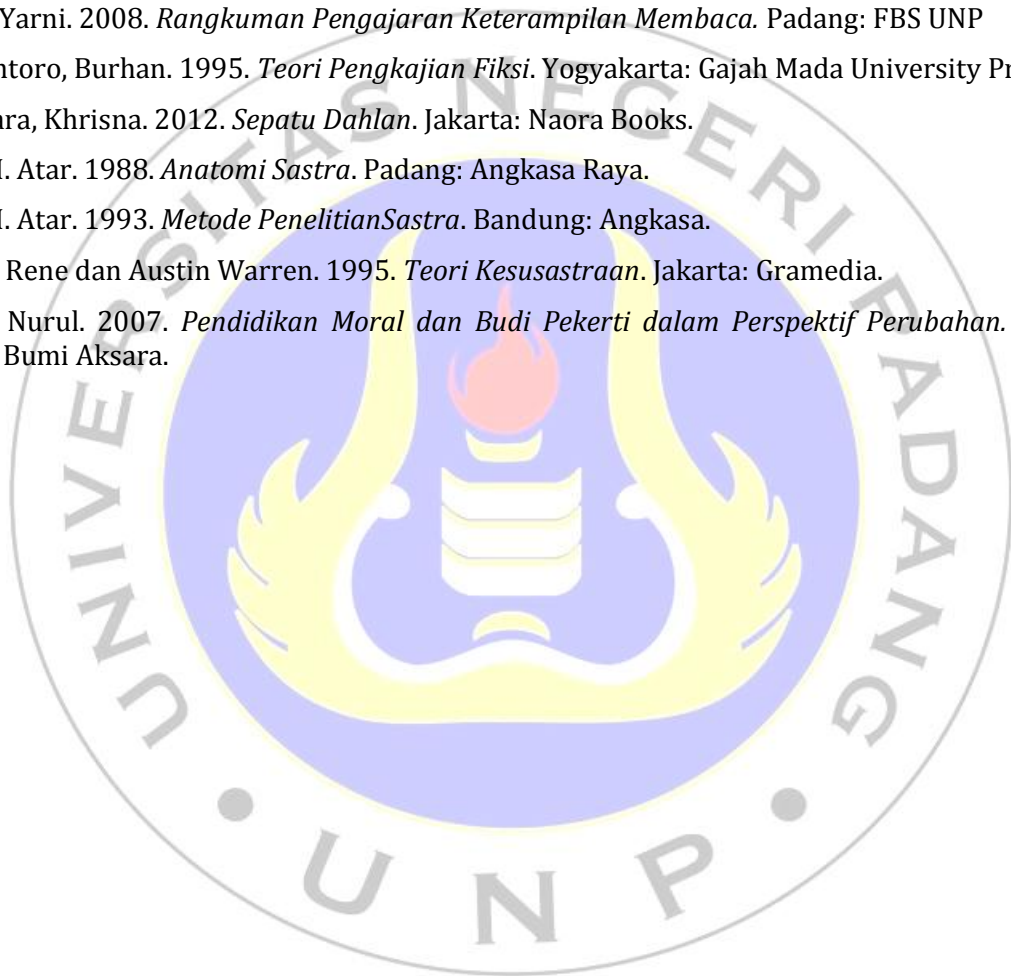 Yarni. 2008. Rangkuman Pengajaran Keterampilan Membaca. Padang: FBS UNP
ntoro, Burhan. 1995. Teori Pengkajian Fiksi. Yogyakarta: Gajah Mada University Pr
ara, Khrisna. 2012. Sepatu Dahlan. Jakarta: Naora Books.
. Atar. 1988. Anatomi Sastra. Padang: Angkasa Raya.
. Atar. 1993. Metode PenelitianSastra. Bandung: Angkasa.
Rene dan Austin Warren. 1995. Teori Kesusastraan. Jakarta: Gramedia.
Nurul. 2007. Pendidikan Moral dan Budi Pekerti dalam Perspektif Perubahan.
Bumi Aksara.
UNIVERSITAS NEGERI PADANG
• UNP •